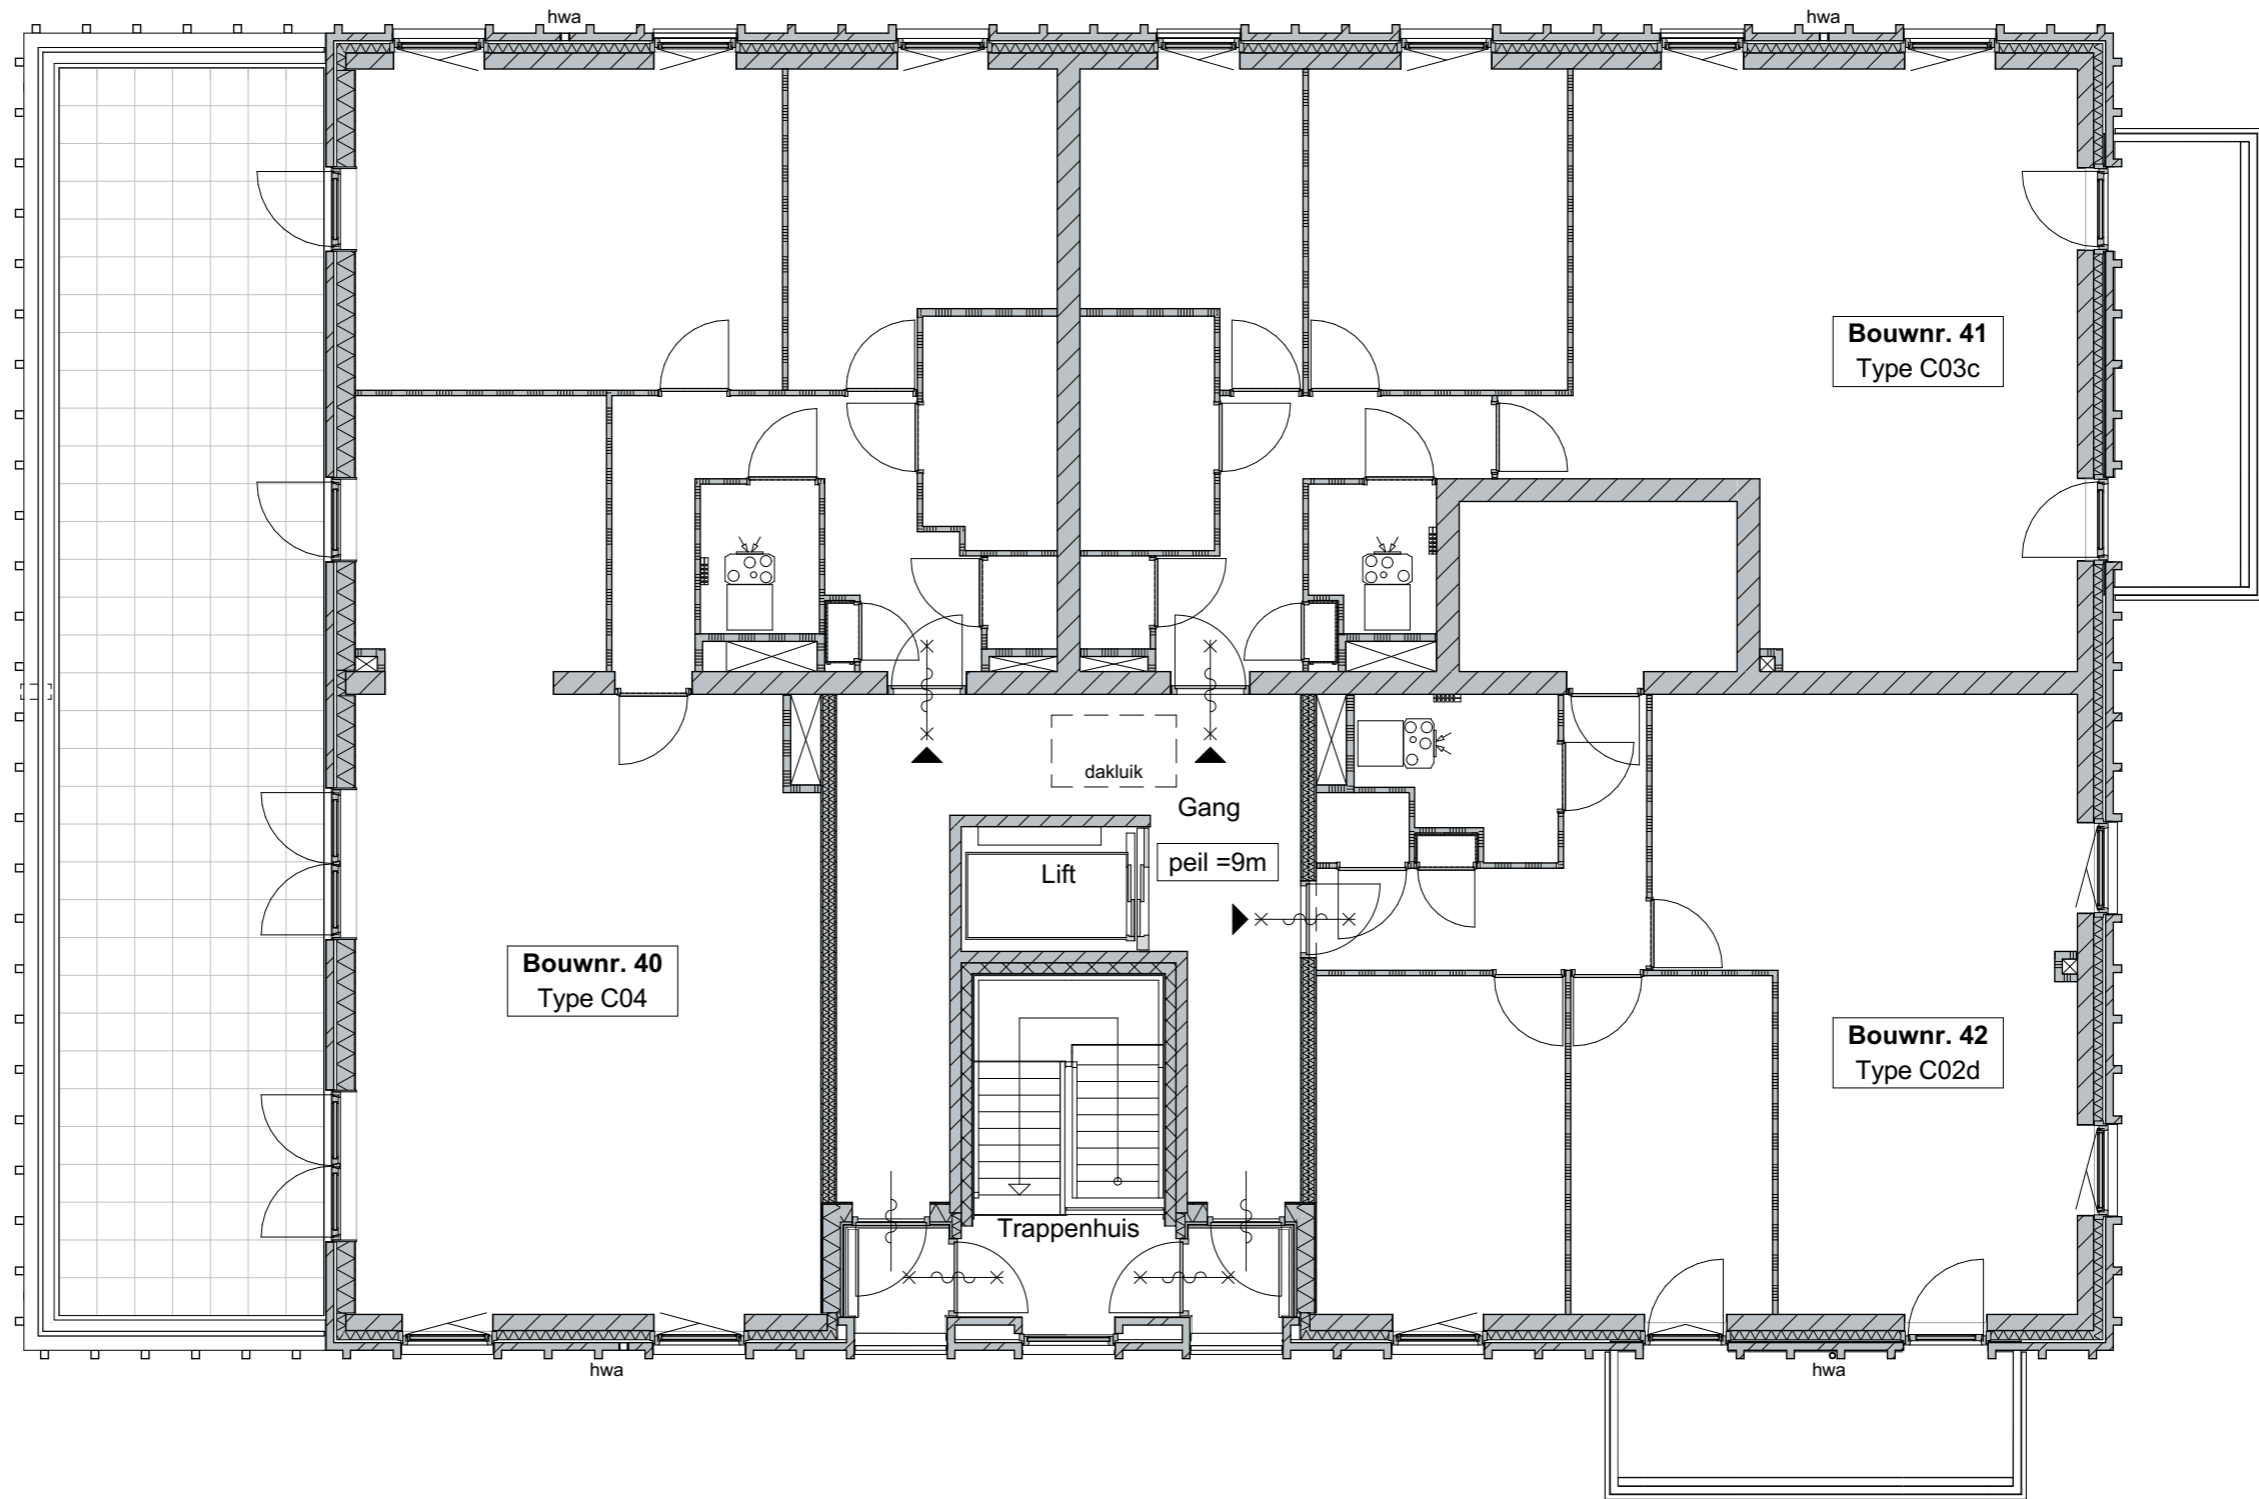 hwa
hwa
Bouwnr. 41
Type C03c
dakluik
Gang
peil =9m
Lift
Bouwnr. 40
Type C04
Bouwnr. 42
Type C02d
Trappenhuis
hwa
hwa